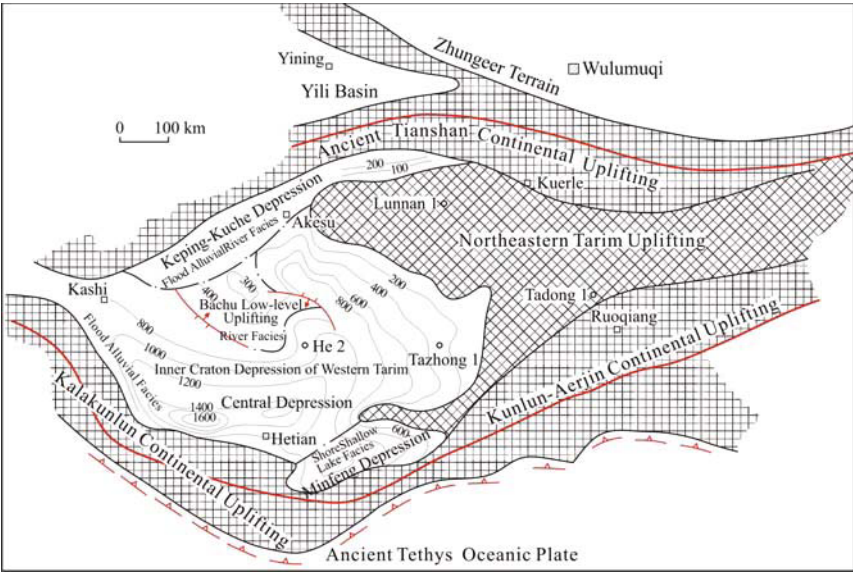 Yining
Yili Basin
Zhungeer Terrain
Wulumuqi
0 100 km
Ancient Tianshan Continental Uplifting
200
100
Kuerle
Keping-Kuche Depression
Flood AlluvialRiver Facies
Akesu
Lunnan 1
Northeastern Tarim Uplifting
Kashi
400
300
200
400
600
800
Bachu Low-level
Uplifting
River Facies
Tadong 1
Ruoqiang
Flood Alluvial Facies
800
1000
1200
1400
1600
He 2
Tazhong 1
Inner Craton Depression of Western Tarim
Central Depression
Hetian
ShoreShallow
Lake Facies
600
Minfeng Depression
Kunlun-Aerjin Continental Uplifting
Kalakunlun Continental Uplifting
Ancient Tethys Oceanic Plate